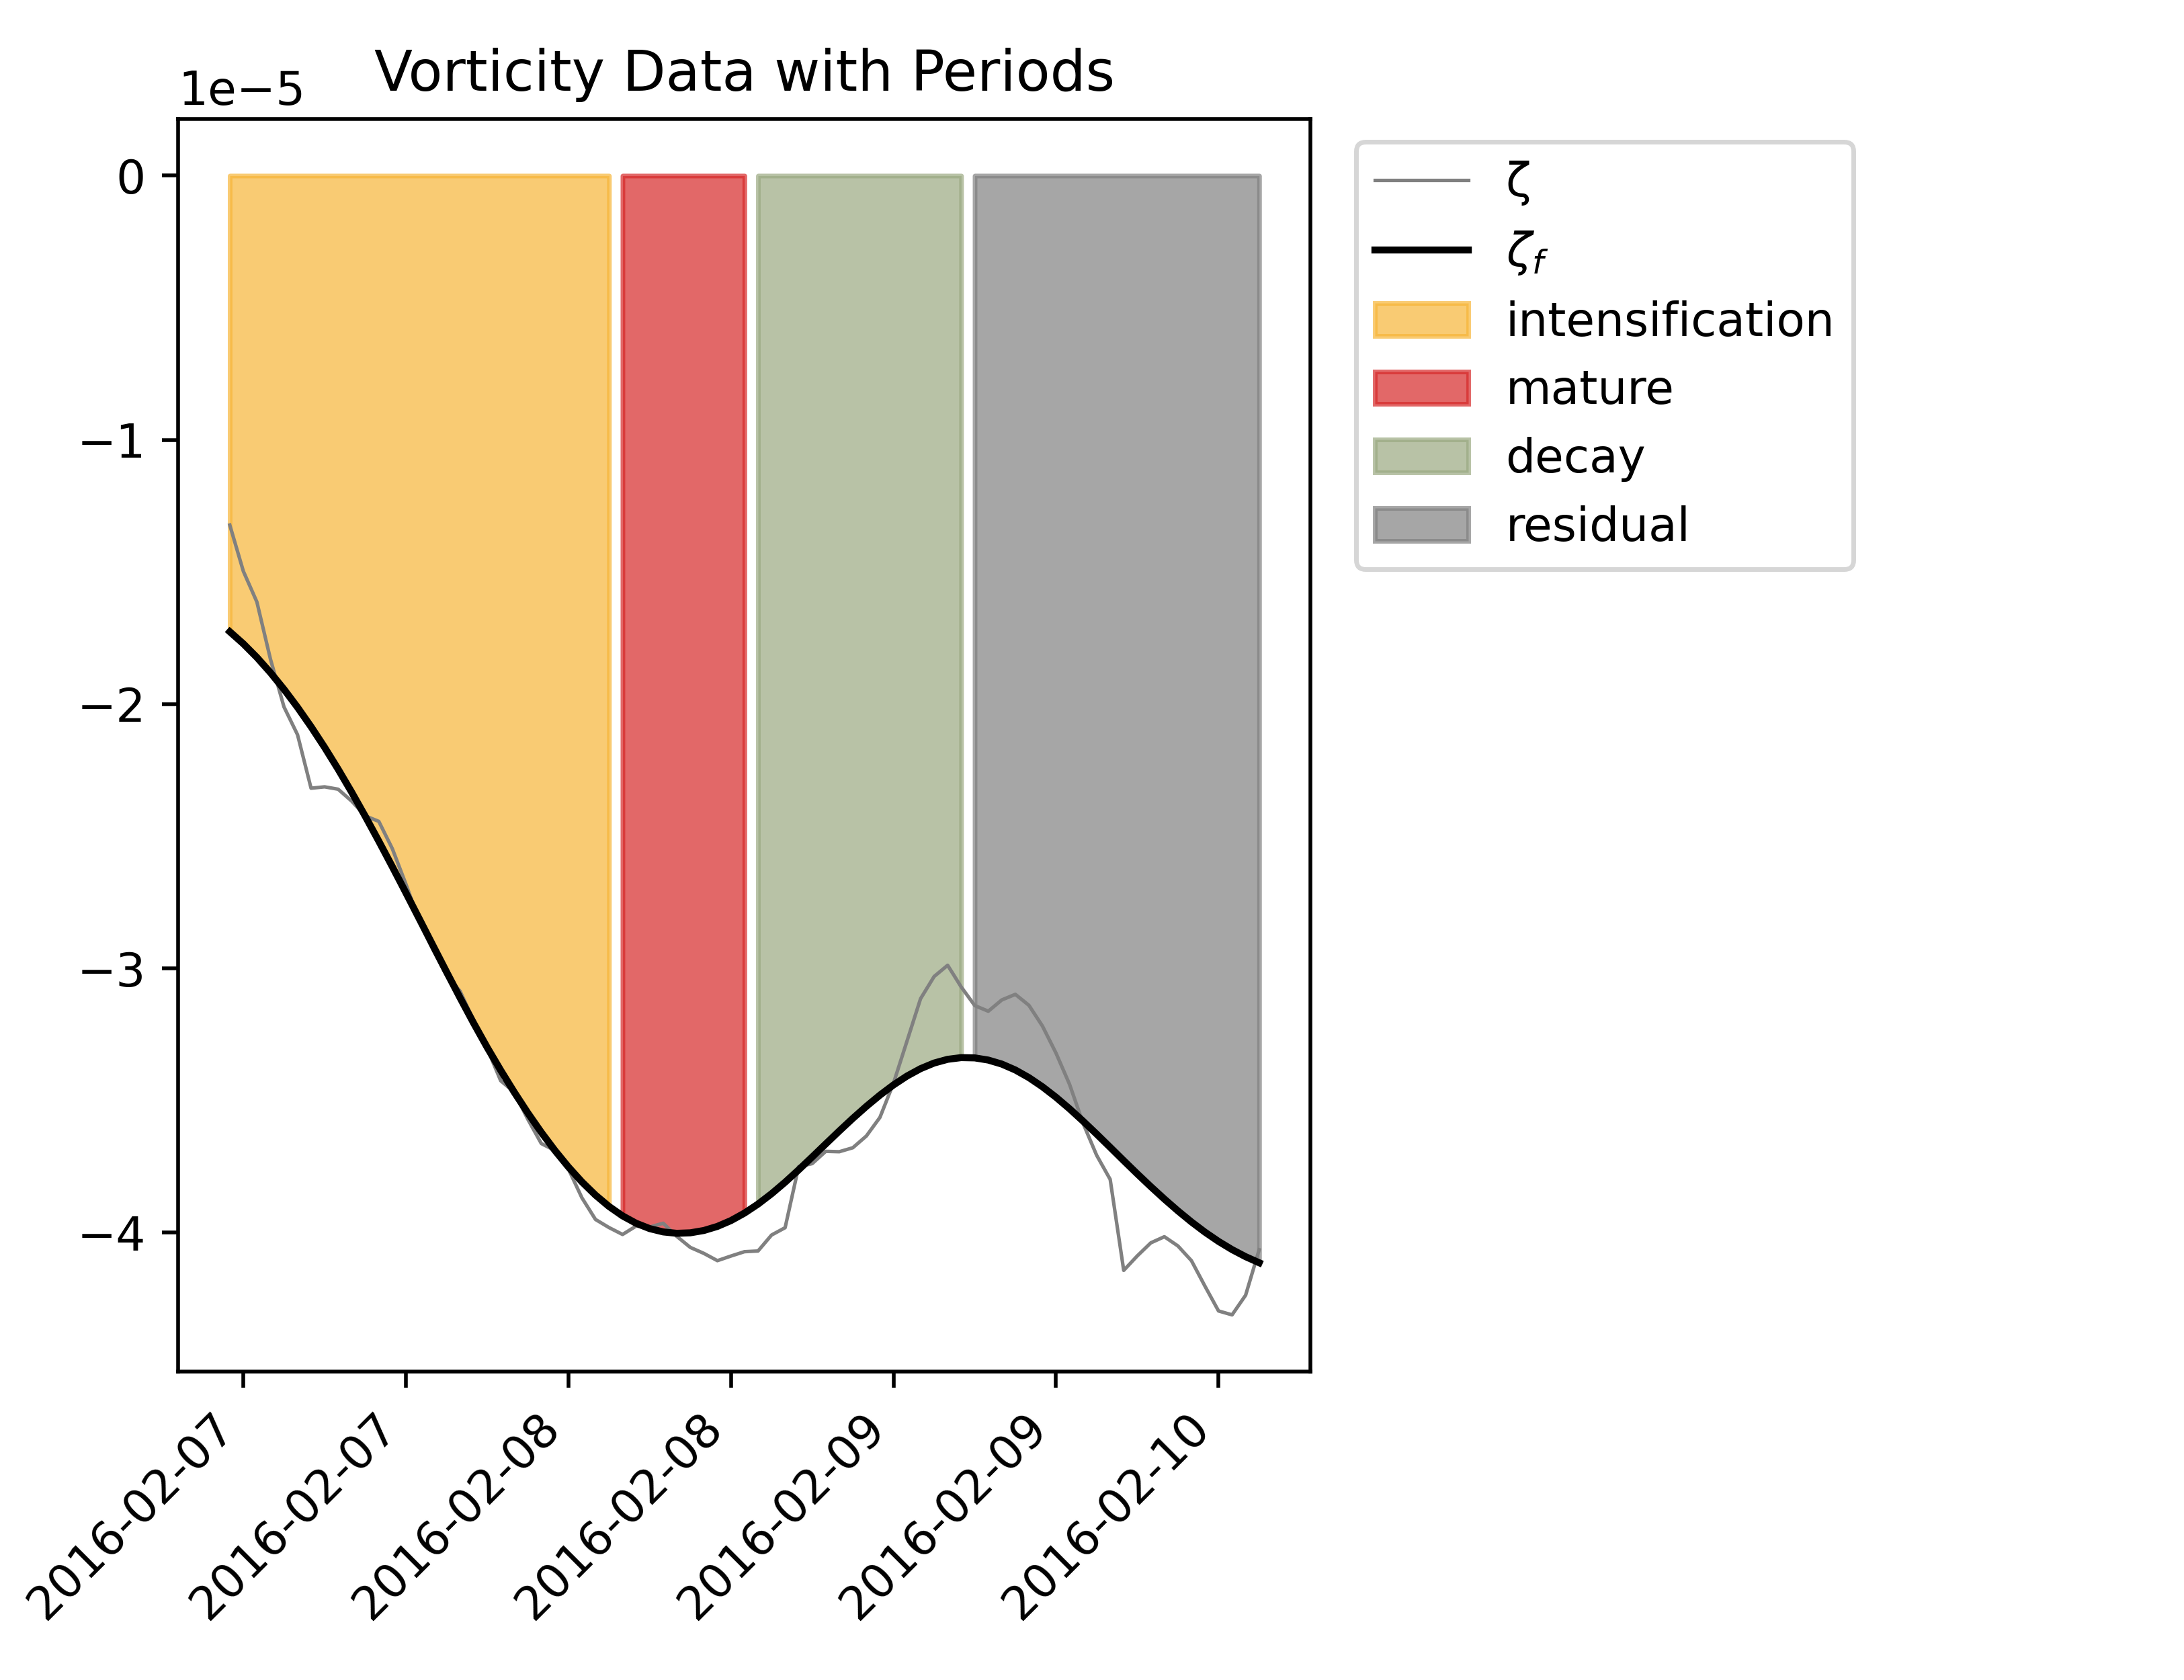 Vorticity Data with Periods
1e−5
0
−1
−2
−3
−4
2016-02-07
2016-02-07
2016-02-08
2016-02-08
2016-02-09
2016-02-09
2016-02-10
ζ
ζf
intensification
mature
decay
residual